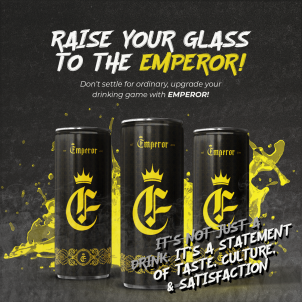 RAISE YOUR GLASS
TO THE EMPEROR!
Don't settle for ordinary, upgrade your
drinking game with EMPEROR!
Emperor
Emperor
Emperor
E
E
E
IT'S NOT JUST A
DRINK. IT'S A STATEMENT
OF TASTE, CULTURE,
& SATISFACTION